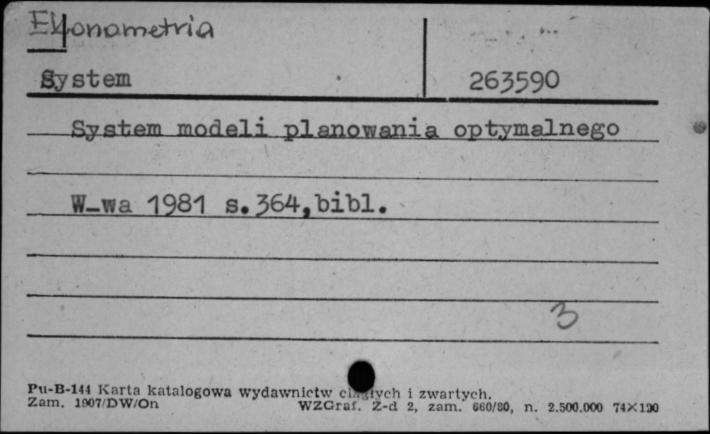 Ekonometria
System 263590
System modeli planowania optymalnego
W-wa 1981 s.364,bibl.
3
Pu-B-144 Karta katalogowa wydawnictw ciągłych i zwartych.
Zam. 1907/DW/On WZGraf. Z-d 2, zam. 660/80, n. 2.500.000 74×120